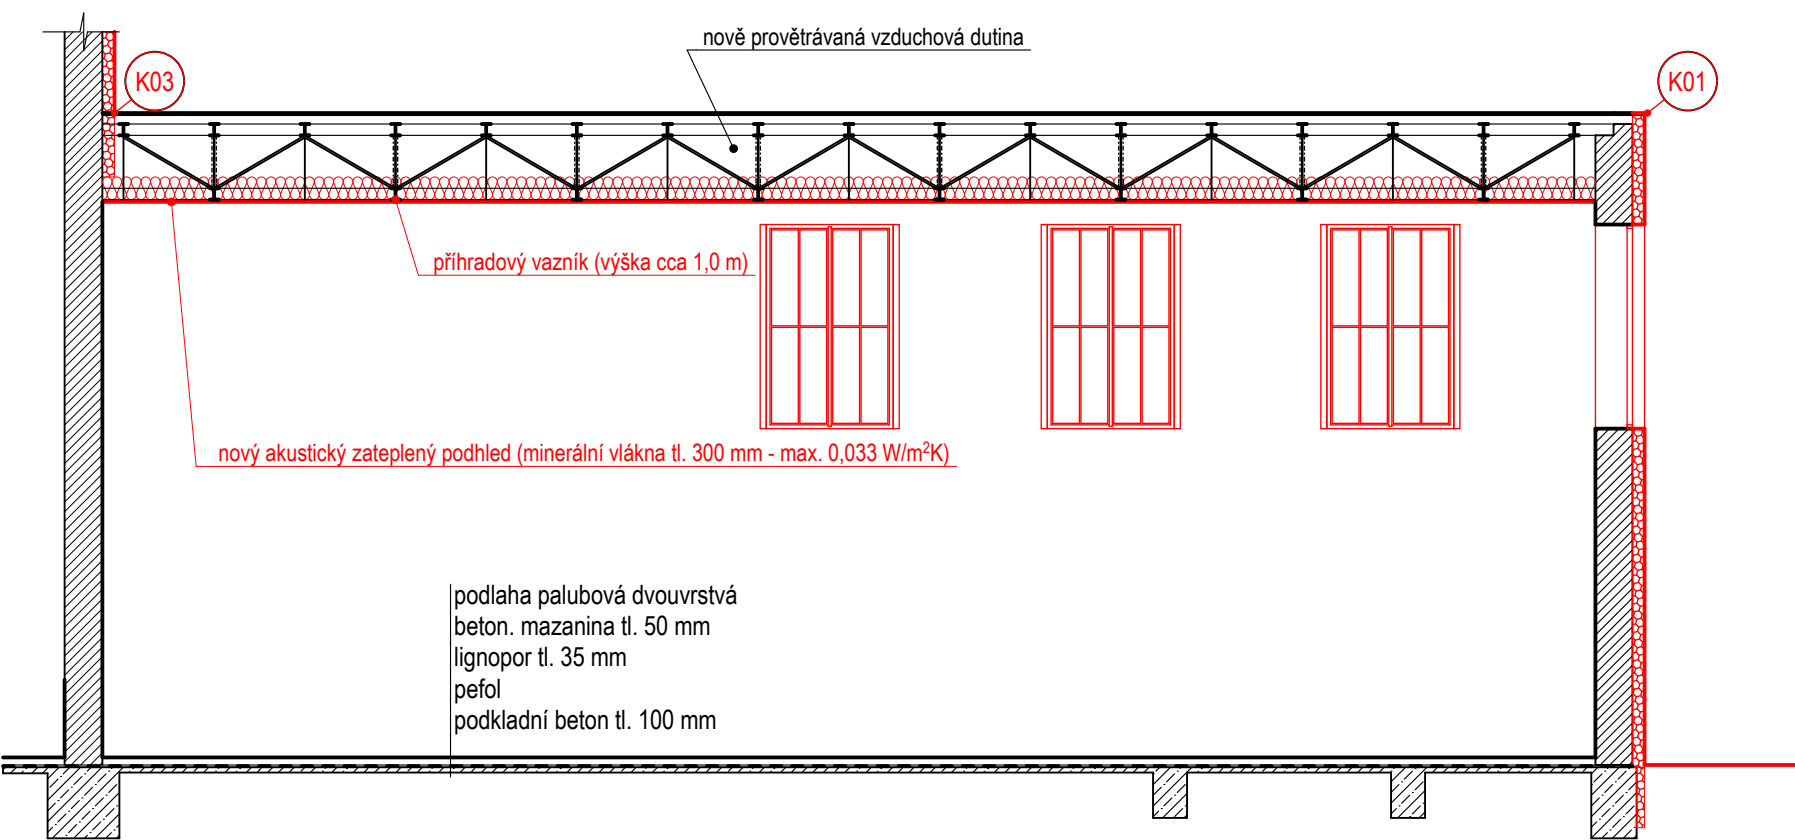 nově provětrávaná vzduchová dutina
K03
K01
příhradový vazník (výška cca 1,0 m)
nový akustický zateplený podhled (minerální vlákna tl. 300 mm - max. 0,033 W/m²K)
podlaha palubová dvouvrstvá
beton. mazanina tl. 50 mm
lignopor tl. 35 mm
pefol
podkladní beton tl. 100 mm